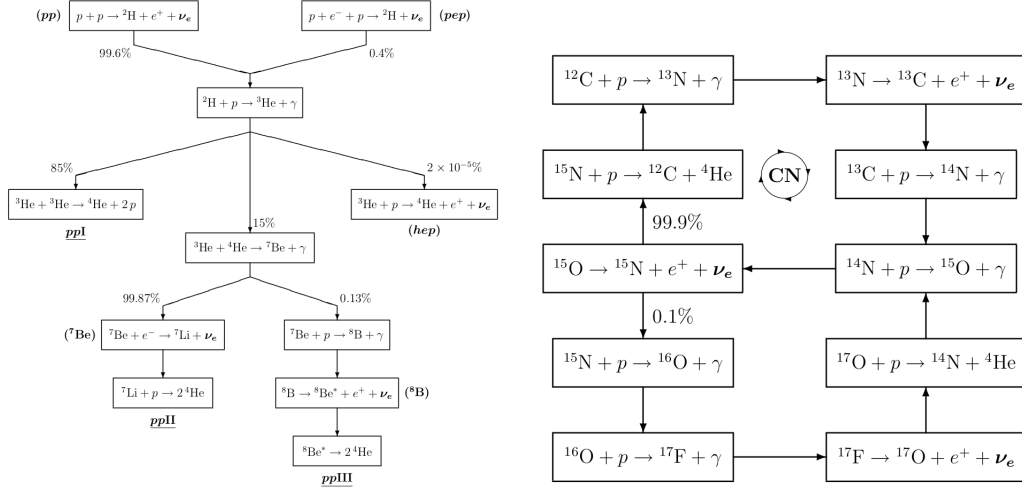 (pp)
p + p → ²H + e⁺ + νₑ
p + e⁻ + p → ²H + νₑ
(pep)
99.6%
0.4%
²H + p → ³He + γ
85%
2 × 10⁻⁵%
³He + ³He → ⁴He + 2 p
³He + p → ⁴He + e⁺ + νₑ
ppI
15%
(hep)
³He + ⁴He → ⁷Be + γ
99.87%
0.13%
(⁷Be)
⁷Be + e⁻ → ⁷Li + νₑ
⁷Be + p → ⁸B + γ
⁷Li + p → 2 ⁴He
⁸B → ⁸Be* + e⁺ + νₑ
(⁸B)
ppII
⁸Be* → 2 ⁴He
ppIII
¹²C + p → ¹³N + γ
¹³N → ¹³C + e⁺ + νₑ
¹⁵N + p → ¹²C + ⁴He
CN
¹³C + p → ¹⁴N + γ
99.9%
¹⁵O → ¹⁵N + e⁺ + νₑ
¹⁴N + p → ¹⁵O + γ
0.1%
¹⁵N + p → ¹⁶O + γ
¹⁷O + p → ¹⁴N + ⁴He
¹⁶O + p → ¹⁷F + γ
¹⁷F → ¹⁷O + e⁺ + νₑ